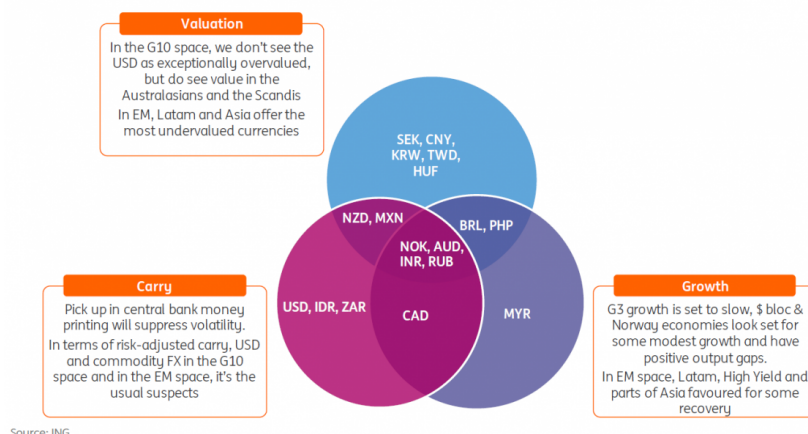 Valuation
In the G10 space, we don't see the
USD as exceptionally overvalued,
but do see value in the
Australasians and the Scandis
In EM, Latam and Asia offer the
most undervalued currencies
SEK, CNY,
KRW, TWD,
HUF
NZD, MXN
BRL, PHP
NOK, AUD,
INR, RUB
USD, IDR, ZAR
CAD
MYR
Carry
Pick up in central bank money
printing will suppress volatility.
In terms of risk-adjusted carry, USD
and commodity FX in the G10
space and in the EM space, it's the
usual suspects
Growth
G3 growth is set to slow, $ bloc &
Norway economies look set for
some modest growth and have
positive output gaps.
In EM space, Latam, High Yield and
parts of Asia favoured for some
recovery
Source: ING